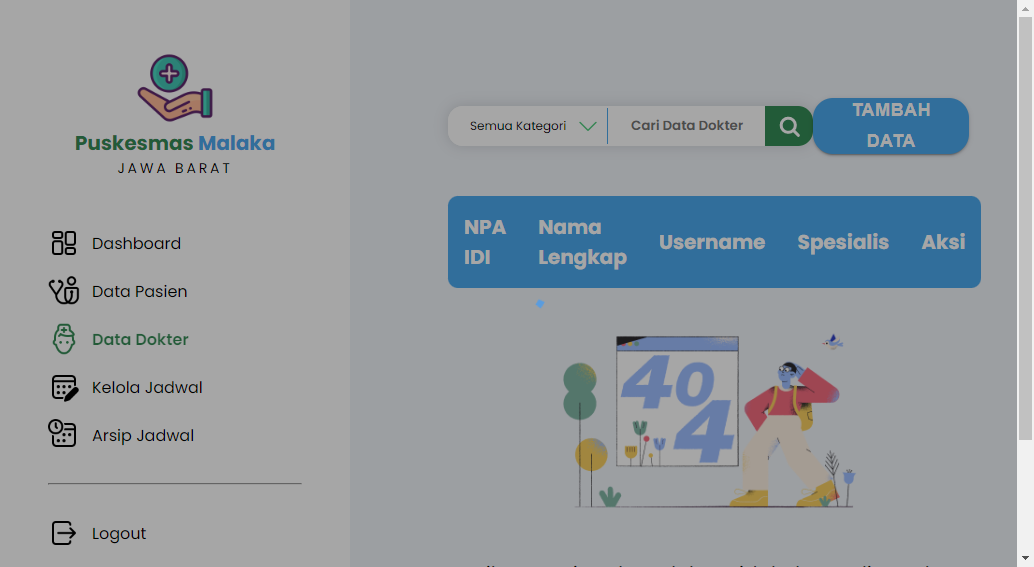 Puskesmas Malaka
JAWA BARAT
Dashboard
Data Pasien
Data Dokter
Kelola Jadwal
Arsip Jadwal
Logout
Semua Kategori
Cari Data Dokter
TAMBAH
DATA
NPA
IDI
Nama
Lengkap
Username
Spesialis
Aksi
404